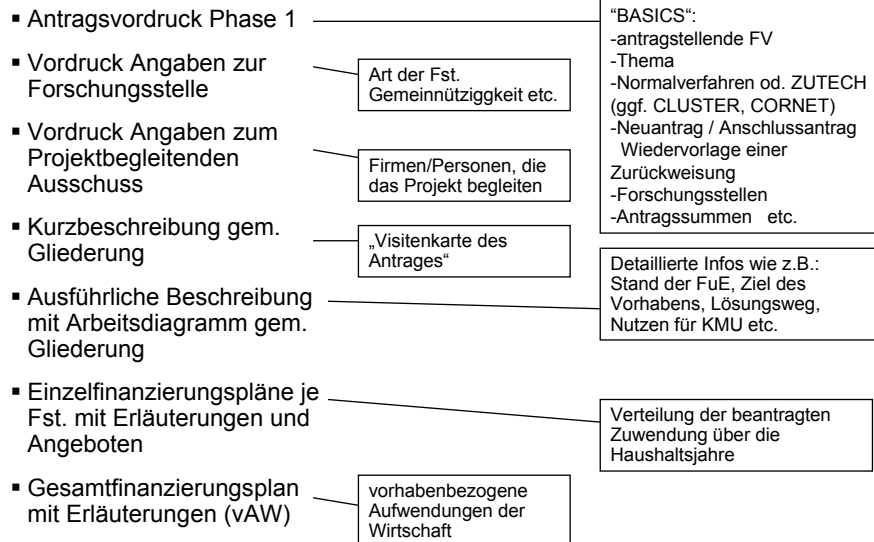 ▪ Antragsvordruck Phase 1
"BASICS“:
-antragstellende FV
-Thema
-Normalverfahren od. ZUTECH
(ggf. CLUSTER, CORNET)
-Neuantrag / Anschlussantrag
Wiedervorlage einer
Zurückweisung
-Forschungsstellen
-Antragssummen etc.
▪ Vordruck Angaben zur
Forschungsstelle
Art der Fst.
Gemeinnütziggkeit etc.
▪ Vordruck Angaben zum
Projektbegleitenden
Ausschuss
Firmen/Personen, die
das Projekt begleiten
▪ Kurzbeschreibung gem.
Gliederung
„Visitenkarte des
Antrages“
▪ Ausführliche Beschreibung
mit Arbeitsdiagramm gem.
Gliederung
Detaillierte Infos wie z.B.:
Stand der FuE, Ziel des
Vorhabens, Lösungsweg,
Nutzen für KMU etc.
▪ Einzelfinanzierungspläne je
Fst. mit Erläuterungen und
Angeboten
Verteilung der beantragten
Zuwendung über die
Haushaltsjahre
▪ Gesamtfinanzierungsplan
mit Erläuterungen (vAW)
vorhabenbezogene
Aufwendungen der
Wirtschaft